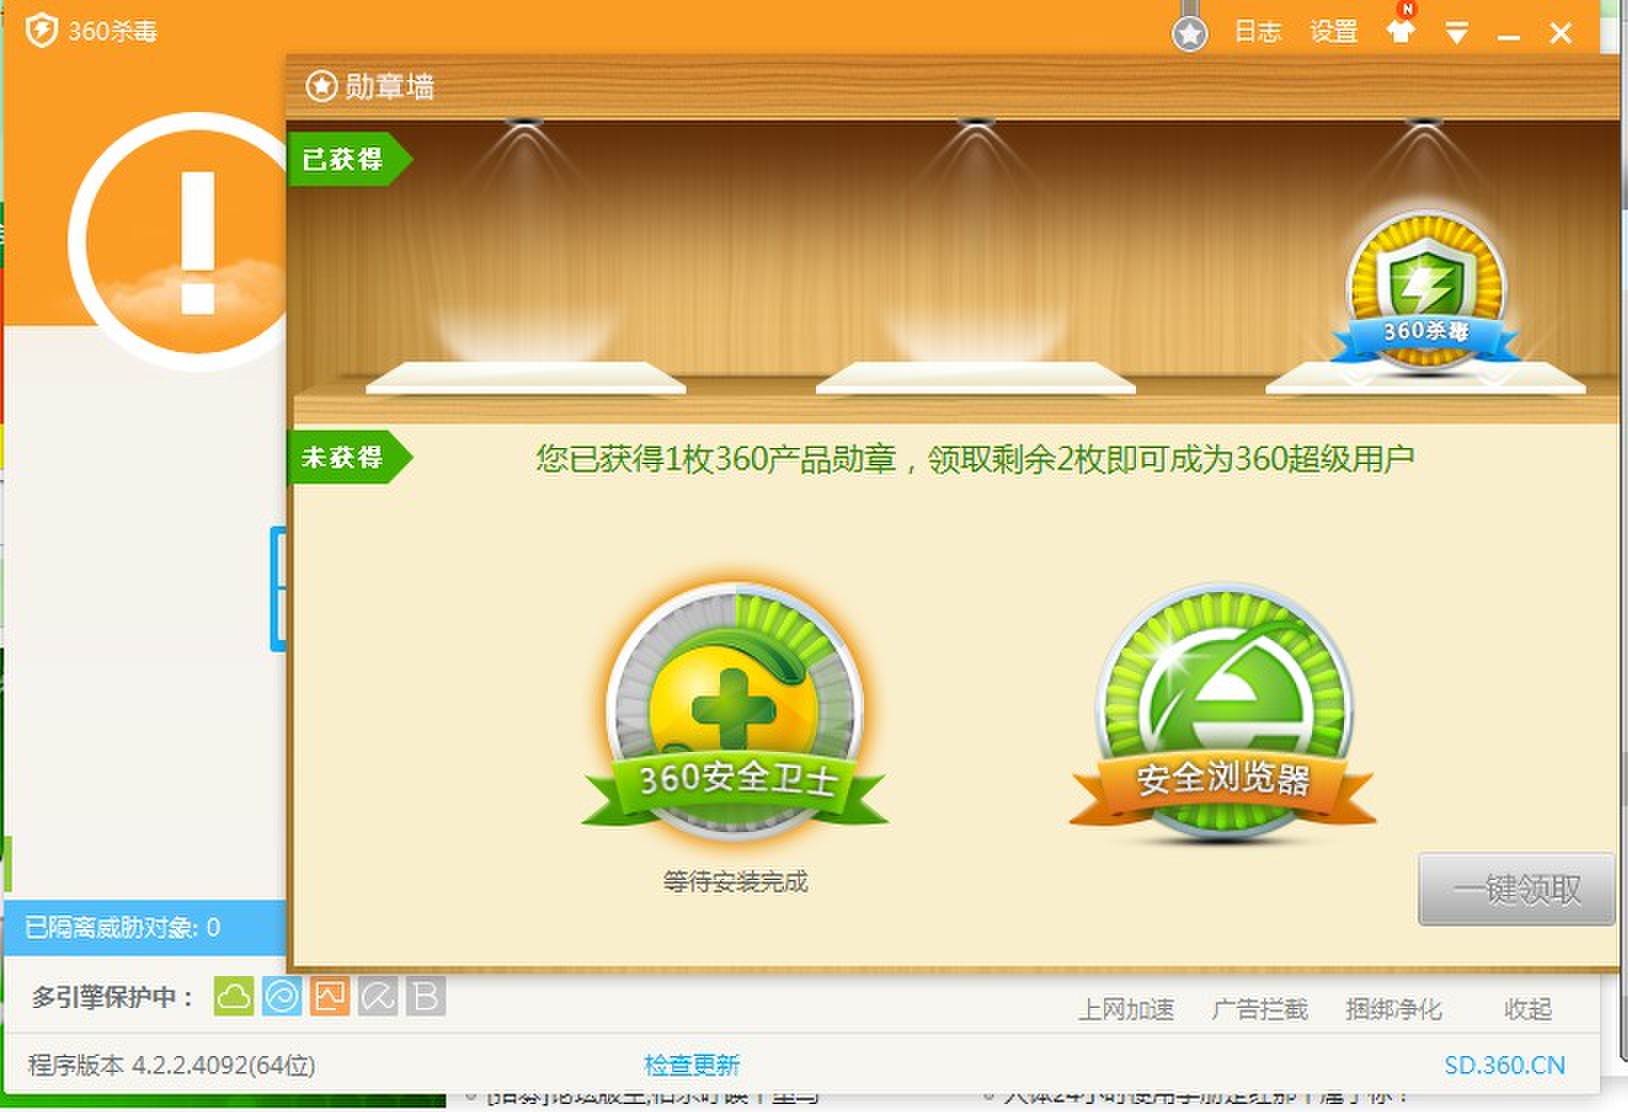 360杀毒
日志 设置 N
勋章墙
已获得
360杀毒
未获得
您已获得1枚360产品勋章，领取剩余2枚即可成为360超级用户
360安全卫士
安全浏览器
等待安装完成
一键领取
已隔离威胁对象: 0
多引擎保护中：
上网加速 广告拦截 捆绑净化 收起
程序版本 4.2.2.4092(64位) 检查更新 SD.360.CN